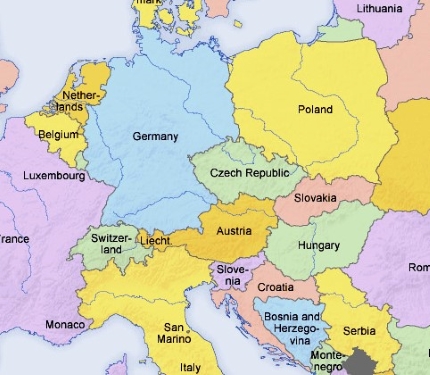 mark
Lithuania
Nether-
lands
Poland
Belgium
Germany
Luxembourg
Czech Republic
Slovakia
rance
Switzer-
land
Liecht.
Austria
Hungary
Slove-
nia
Rom
Croatia
Monaco
San
Marino
Bosnia and
Herzego-
vina
Serbia
Monte-
negro
Italy